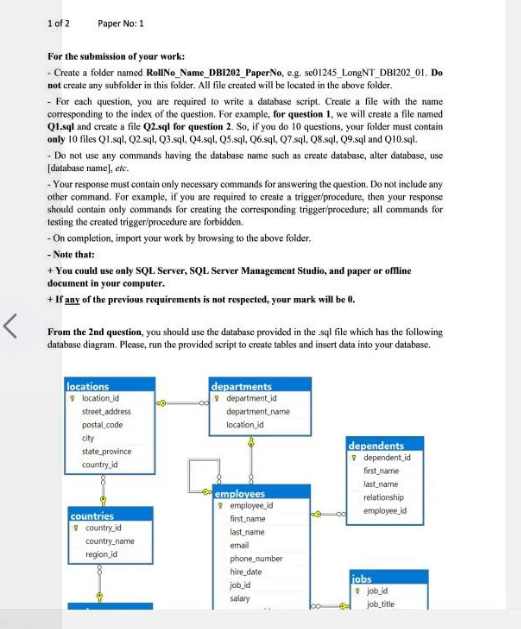 1 of 2 Paper No: 1
For the submission of your work:
- Create a folder named RollNo_Name_DBI202_PaperNo, e.g. se01245_LongNT_DBI202_01. Do
not create any subfolder in this folder. All file created will be located in the above folder.
- For each question, you are required to write a database script. Create a file with the name
corresponding to the index of the question. For example, for question 1, we will create a file named
Q1.sql and create a file Q2.sql for question 2. So, if you do 10 questions, your folder must contain
only 10 files Q1.sql, Q2.sql, Q3.sql, Q4.sql, Q5.sql, Q6.sql, Q7.sql, Q8.sql, Q9.sql and Q10.sql.
- Do not use any commands having the database name such as create database, alter database, use
[database name], etc.
- Your response must contain only necessary commands for answering the question. Do not include any
other command. For example, if you are required to create a trigger/procedure, then your response
should contain only commands for creating the corresponding trigger/procedure; all commands for
testing the created trigger/procedure are forbidden.
- On completion, import your work by browsing to the above folder.
- Note that:
+ You could use only SQL Server, SQL Server Management Studio, and paper or offline
document in your computer.
+ If any of the previous requirements is not respected, your mark will be 0.
From the 2nd question, you should use the database provided in the .sql file which has the following
database diagram. Please, run the provided script to create tables and insert data into your database.
locations
location_id
street_address
postal_code
city
state_province
country_id
departments
department_id
department_name
location_id
dependents
dependent_id
first_name
last_name
relationship
employee_id
employees
employee_id
first_name
last_name
email
phone_number
hire_date
job_id
salary
countries
country_id
country_name
region_id
jobs
job_id
job_title